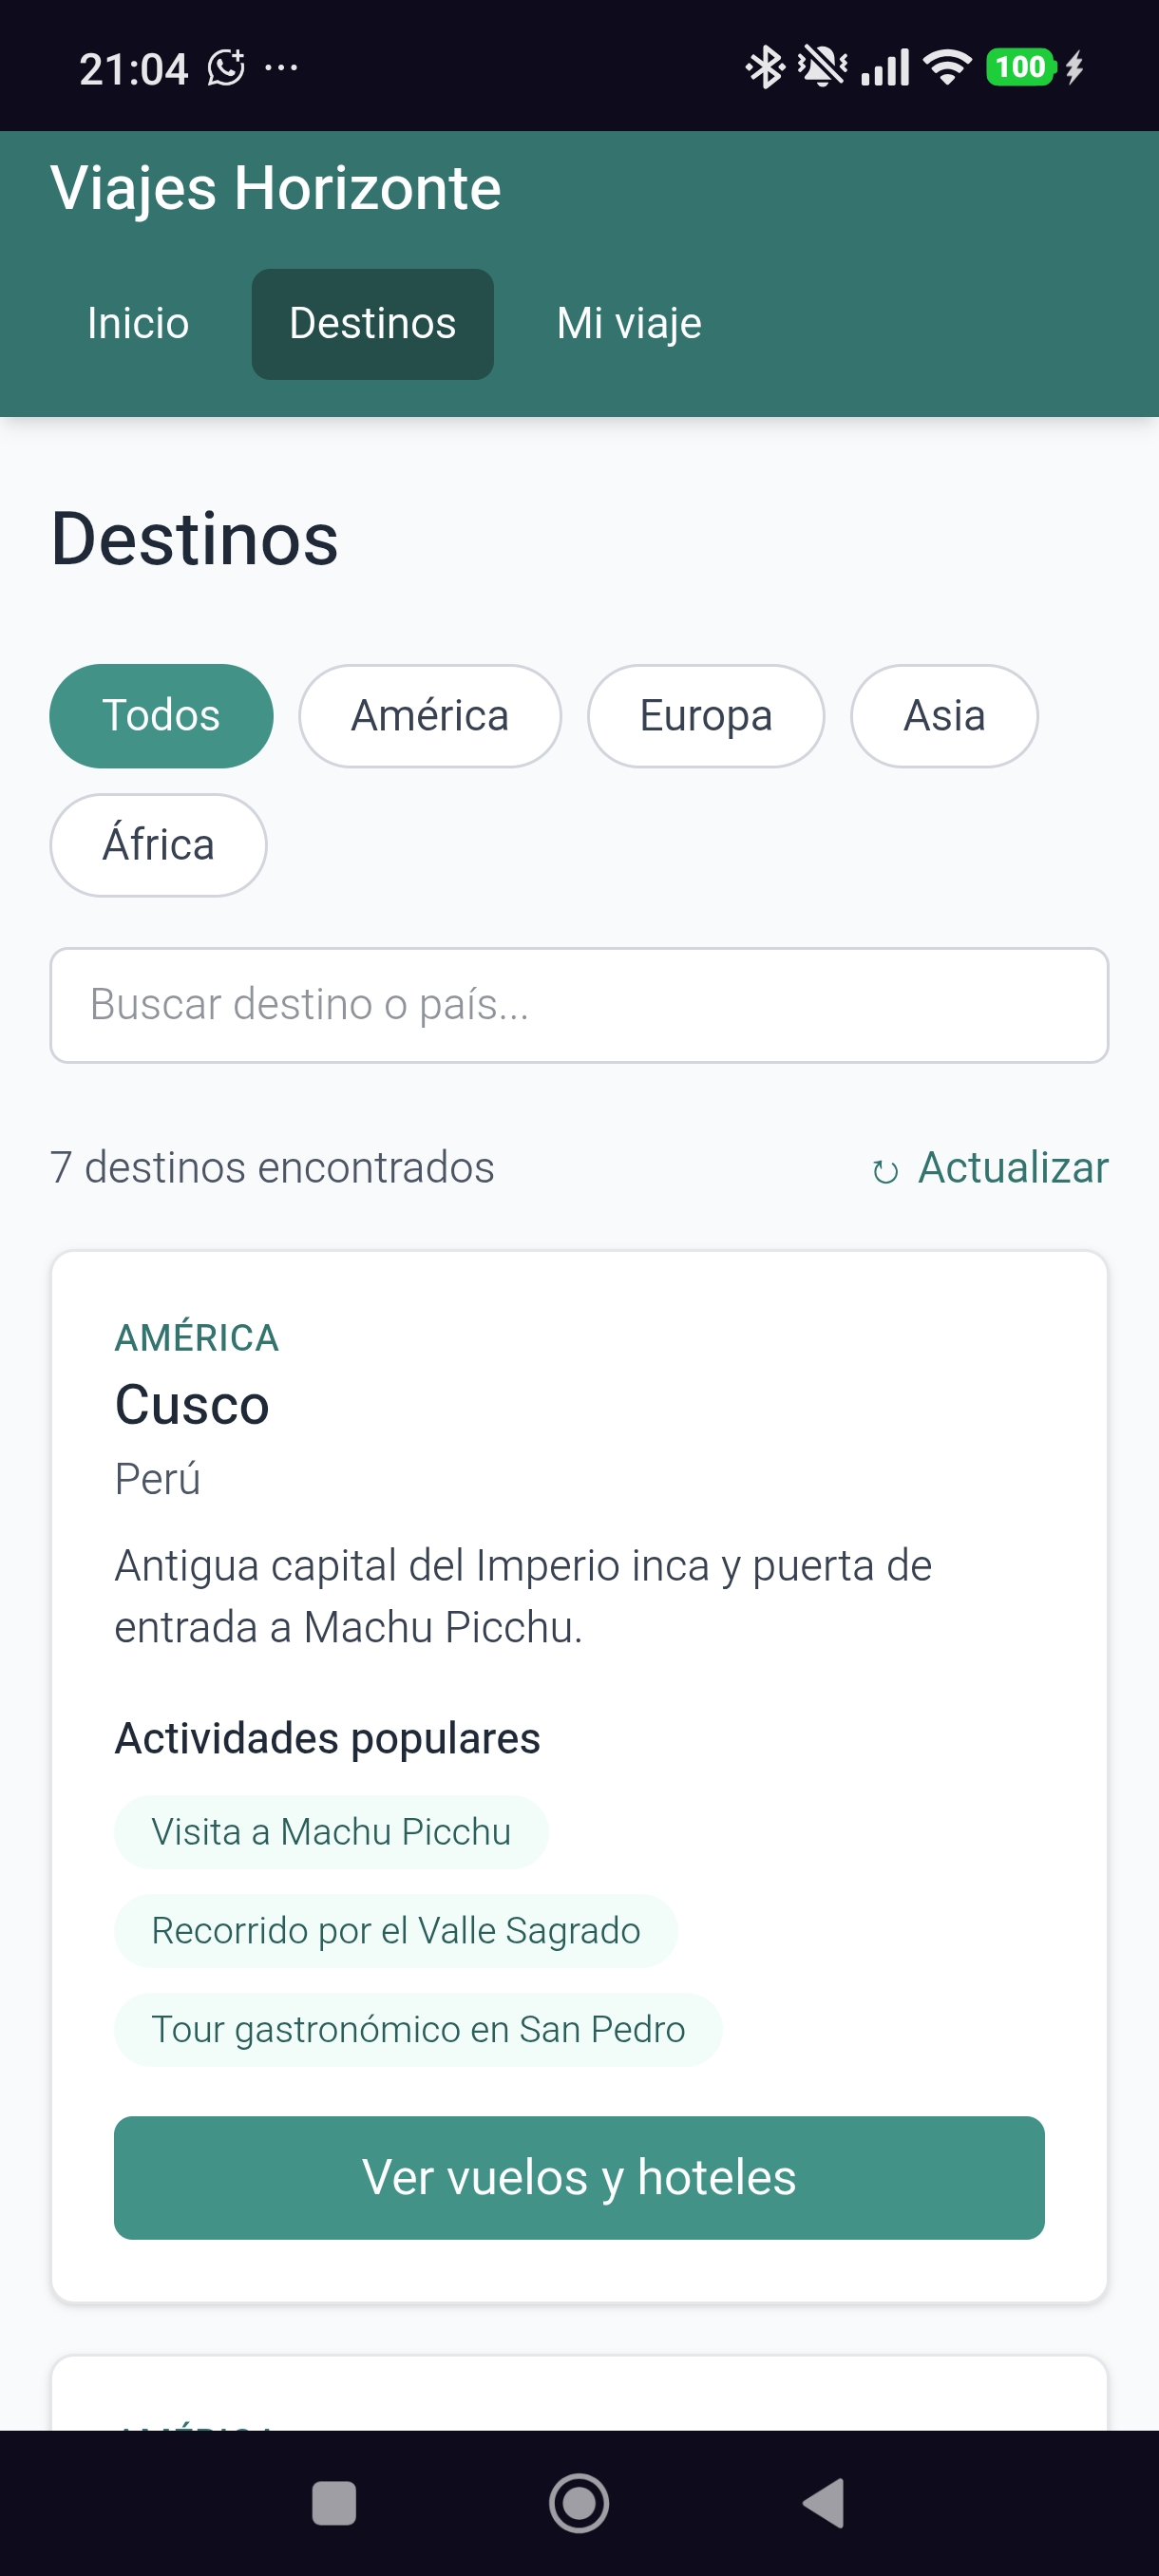 21:04
100
Viajes Horizonte
Inicio Destinos Mi viaje
Destinos
Todos América Europa Asia
África
Buscar destino o país...
7 destinos encontrados ↻ Actualizar
AMÉRICA
Cusco
Perú
Antigua capital del Imperio inca y puerta de
entrada a Machu Picchu.
Actividades populares
Visita a Machu Picchu
Recorrido por el Valle Sagrado
Tour gastronómico en San Pedro
Ver vuelos y hoteles